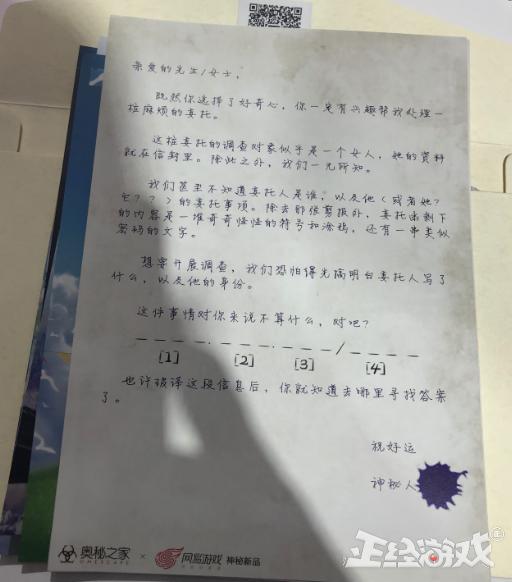 亲爱的先生/女士，
既然你选择了好奇心，你一定有兴趣帮我处理一
桩麻烦的委托。
这桩委托的调查对象似乎是一个女人，她的资料
就在信封里。除此之外，我们一无所知。
我们甚至不知道委托人是谁，以及他（或者她？
它？？）的委托事项。除去那张剪报外，委托函剩下
的内容是一堆奇奇怪怪的符号和涂鸦，还有一串类似
密码的文字。
想要开展调查，我们恐怕得先搞明白委托人写了
什么，以及他的身份。
这件事情对你来说不算什么，对吧？
_ _ _ _ . _ _ _ _ . _ _ _ / _ _ _ _
[1] [2] [3] [4]
也许破译这段信息后，你就知道去哪里寻找答案
了。
祝好运
神秘人
奥秘之家 × 网易游戏 神秘新品
OMESCAPE
正经游戏